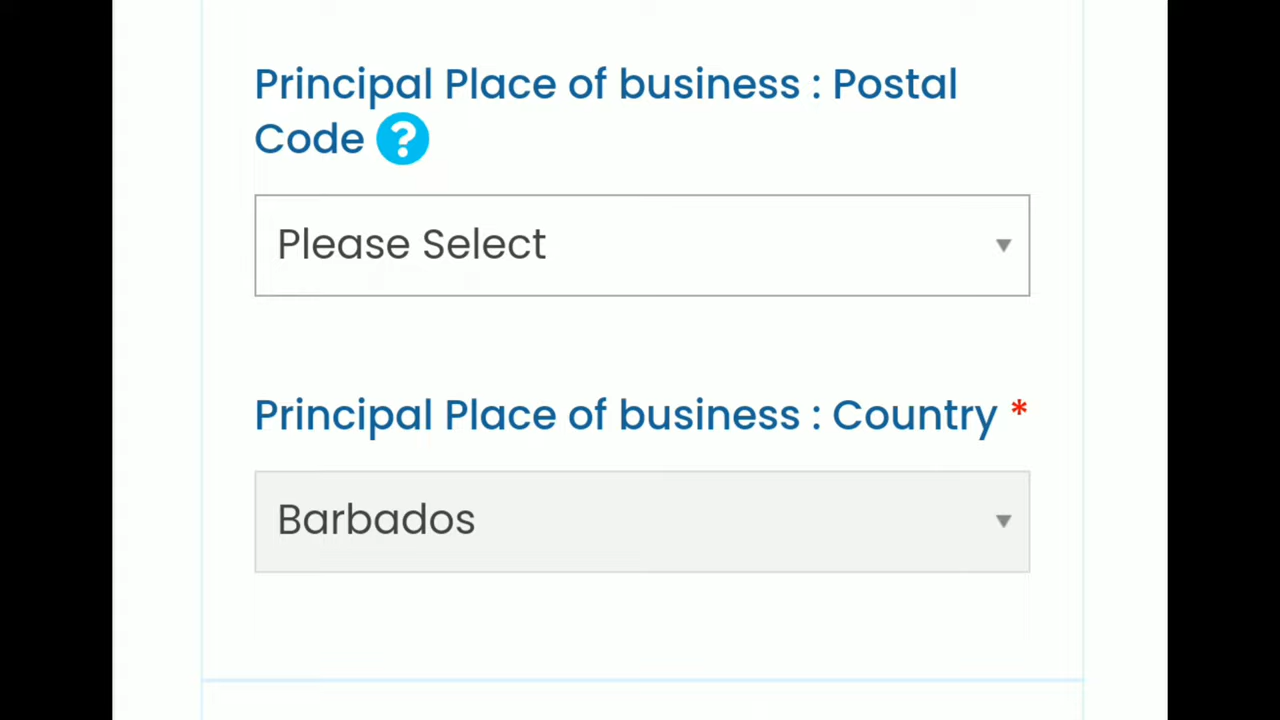 Principal Place of business : Postal
Code ?
Please Select
Principal Place of business : Country *
Barbados